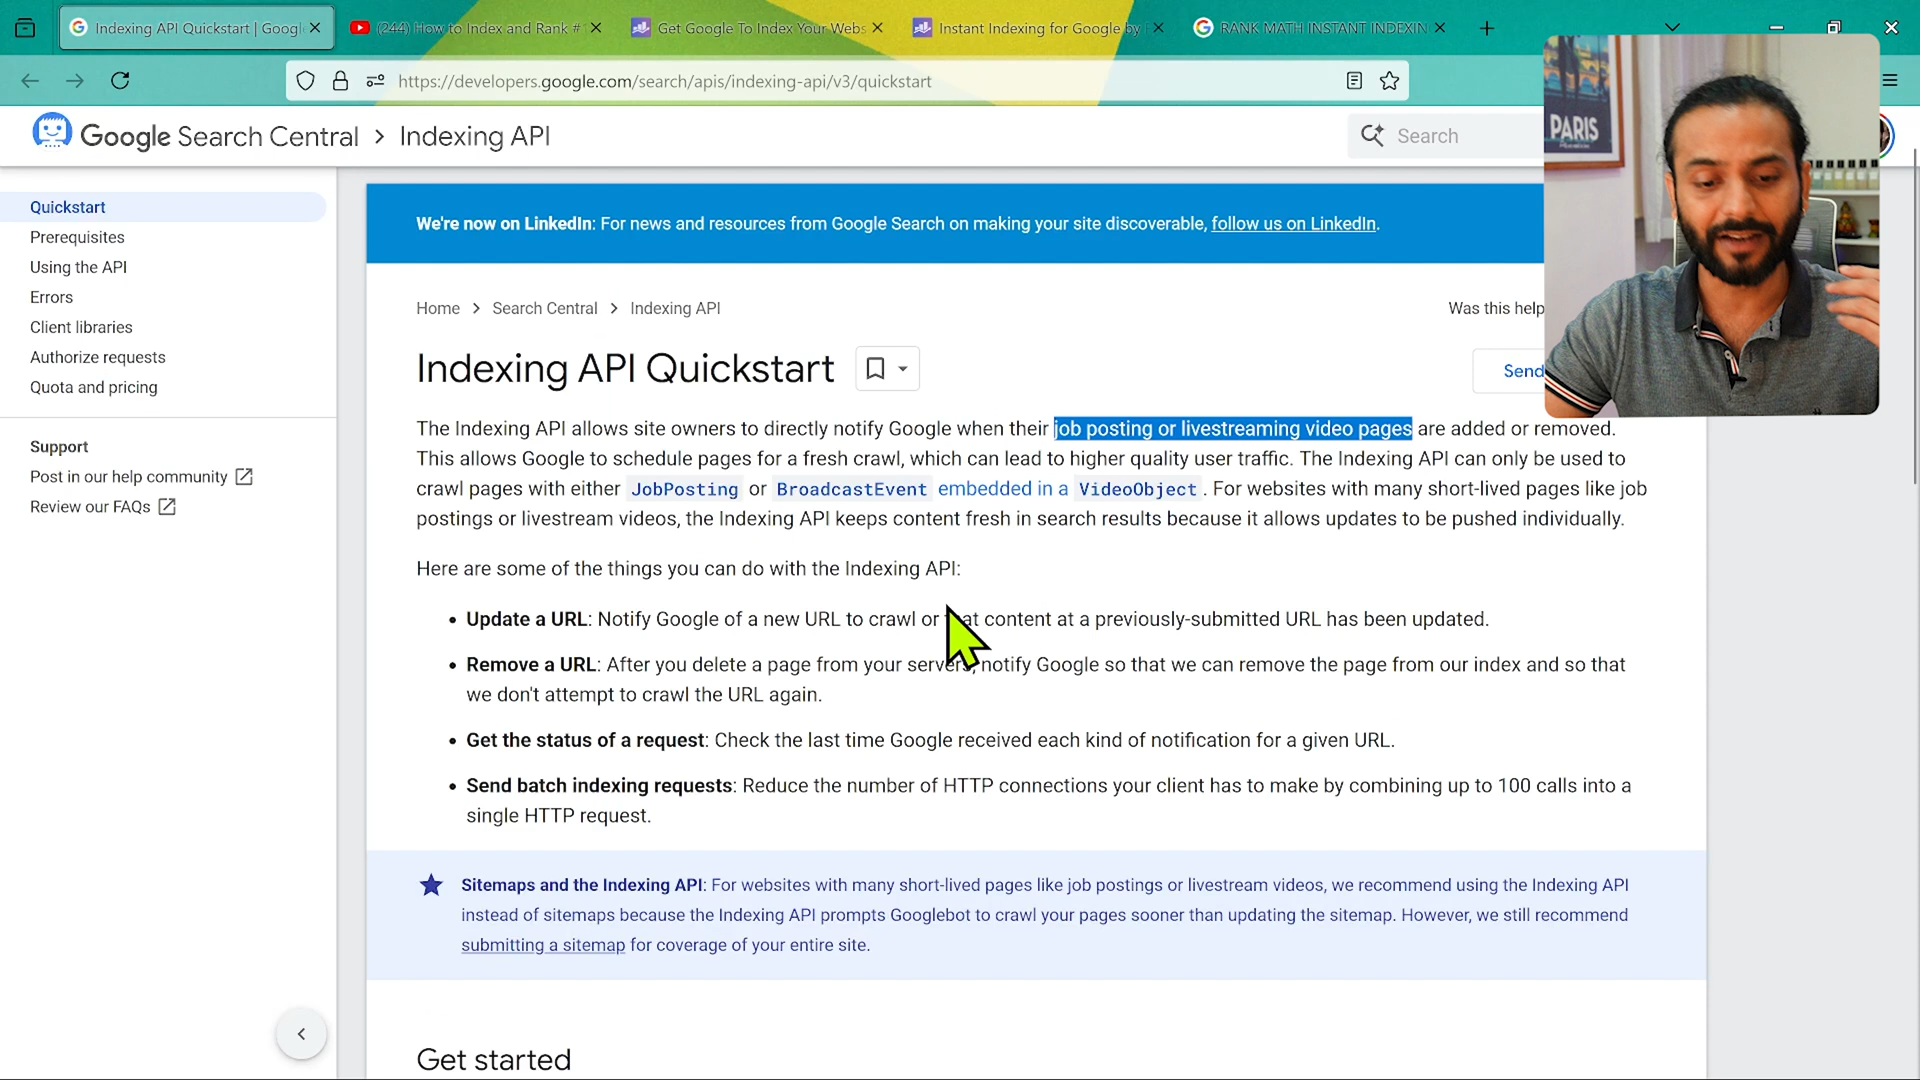 Indexing API Quickstart | Googl
(244) How to Index and Rank #1
Get Google To Index Your Webs
Instant Indexing for Google by
RANK MATH INSTANT INDEXIN
https://developers.google.com/search/apis/indexing-api/v3/quickstart
Google Search Central > Indexing API
Search
PARIS
Quickstart
Prerequisites
Using the API
Errors
Client libraries
Authorize requests
Quota and pricing
Support
Post in our help community
Review our FAQs
We're now on LinkedIn: For news and resources from Google Search on making your site discoverable, follow us on LinkedIn.
Home > Search Central > Indexing API
Was this help
Indexing API Quickstart
Send
The Indexing API allows site owners to directly notify Google when their job posting or livestreaming video pages are added or removed.
This allows Google to schedule pages for a fresh crawl, which can lead to higher quality user traffic. The Indexing API can only be used to
crawl pages with either JobPosting or BroadcastEvent embedded in a VideoObject. For websites with many short-lived pages like job
postings or livestream videos, the Indexing API keeps content fresh in search results because it allows updates to be pushed individually.
Here are some of the things you can do with the Indexing API:
• Update a URL: Notify Google of a new URL to crawl or that content at a previously-submitted URL has been updated.
• Remove a URL: After you delete a page from your servers, notify Google so that we can remove the page from our index and so that
we don't attempt to crawl the URL again.
• Get the status of a request: Check the last time Google received each kind of notification for a given URL.
• Send batch indexing requests: Reduce the number of HTTP connections your client has to make by combining up to 100 calls into a
single HTTP request.
Sitemaps and the Indexing API: For websites with many short-lived pages like job postings or livestream videos, we recommend using the Indexing API
instead of sitemaps because the Indexing API prompts Googlebot to crawl your pages sooner than updating the sitemap. However, we still recommend
submitting a sitemap for coverage of your entire site.
Get started